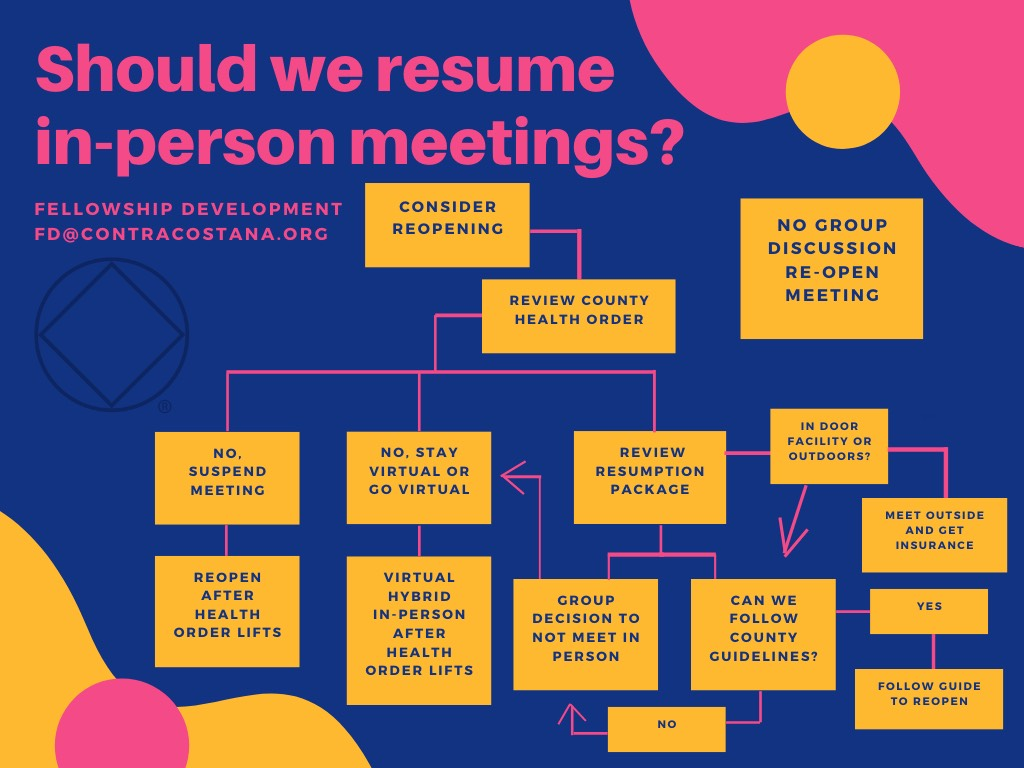 Should we resume
in-person meetings?
FELLOWSHIP DEVELOPMENT
FD@CONTRACOSTANA.ORG
®
CONSIDER
REOPENING
NO GROUP
DISCUSSION
RE-OPEN
MEETING
REVIEW COUNTY
HEALTH ORDER
NO,
SUSPEND
MEETING
NO, STAY
VIRTUAL OR
GO VIRTUAL
REVIEW
RESUMPTION
PACKAGE
IN DOOR
FACILITY OR
OUTDOORS?
MEET OUTSIDE
AND GET
INSURANCE
REOPEN
AFTER
HEALTH
ORDER LIFTS
VIRTUAL
HYBRID
IN-PERSON
AFTER
HEALTH
ORDER LIFTS
GROUP
DECISION TO
NOT MEET IN
PERSON
CAN WE
FOLLOW
COUNTY
GUIDELINES?
YES
FOLLOW GUIDE
TO REOPEN
NO